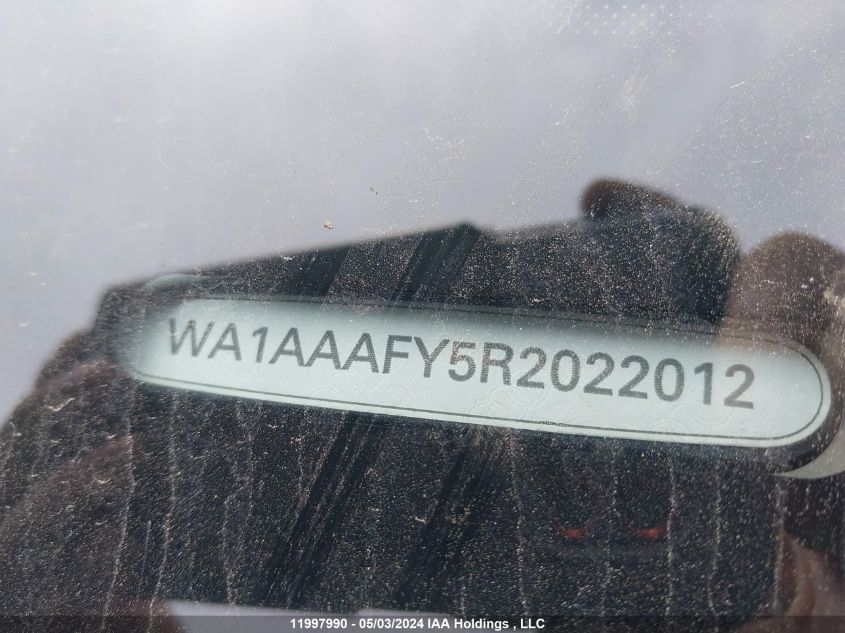 WA1AAAFY5R2022012
11997990 - 05/03/2024 IAA Holdings , LLC